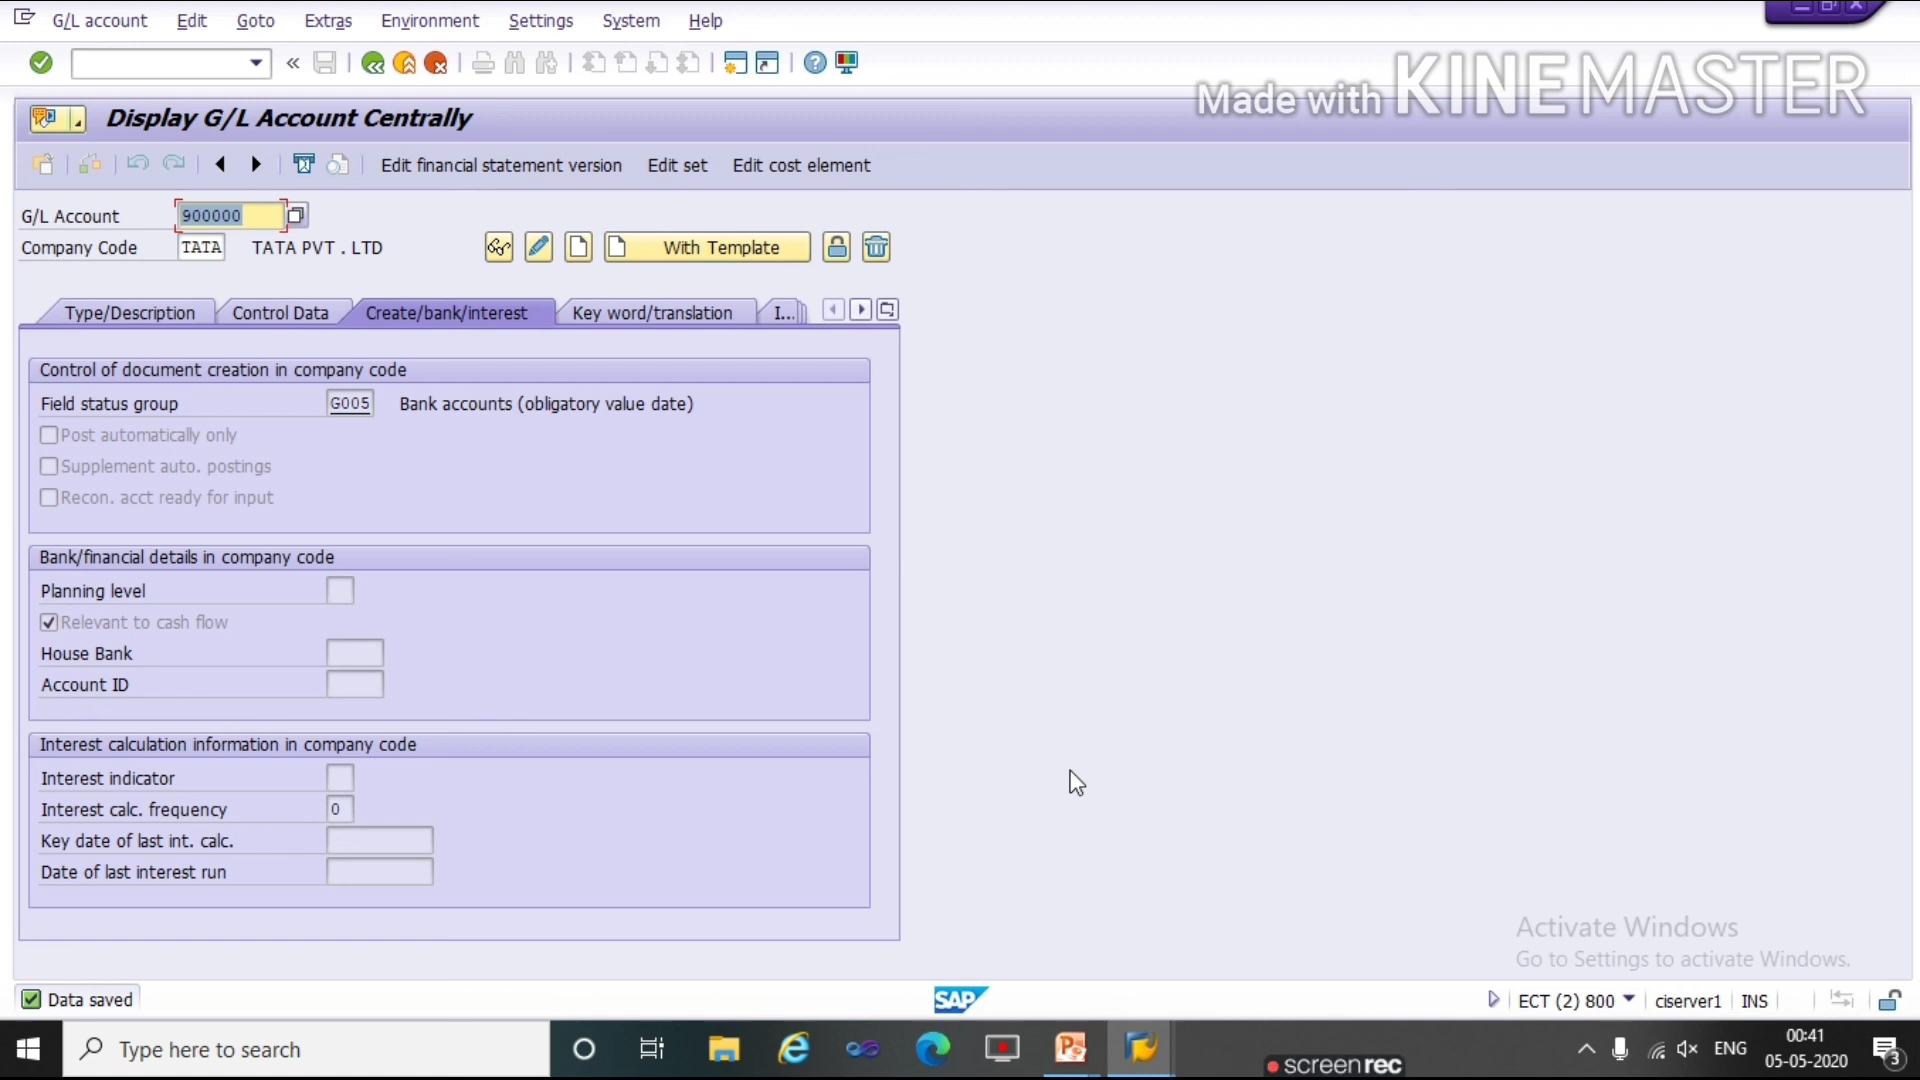 G/L account Edit Goto Extras Environment Settings System Help
Made with KINEMASTER
Display G/L Account Centrally
Edit financial statement version Edit set Edit cost element
G/L Account 900000
Company Code TATA TATA PVT . LTD With Template
Type/Description Control Data Create/bank/interest Key word/translation I...
Control of document creation in company code
Field status group G005 Bank accounts (obligatory value date)
Post automatically only
Supplement auto. postings
Recon. acct ready for input
Bank/financial details in company code
Planning level
Relevant to cash flow
House Bank
Account ID
Interest calculation information in company code
Interest indicator
Interest calc. frequency 0
Key date of last int. calc.
Date of last interest run
Activate Windows
Go to Settings to activate Windows.
Data saved SAP ECT (2) 800 ciserver1 INS
Type here to search screenrec ENG 00:41
05-05-2020 3